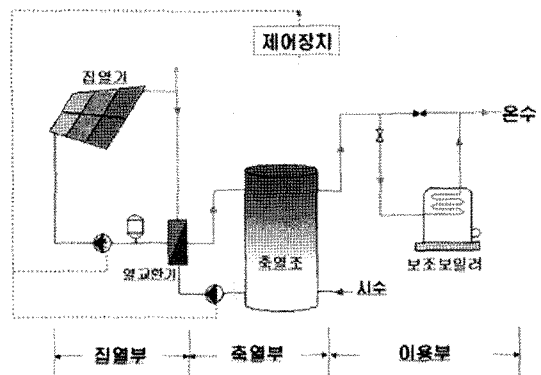 제어장치
집열기
온수
열교환기
축열조
보조보일러
시수
집열부
축열부
이용부